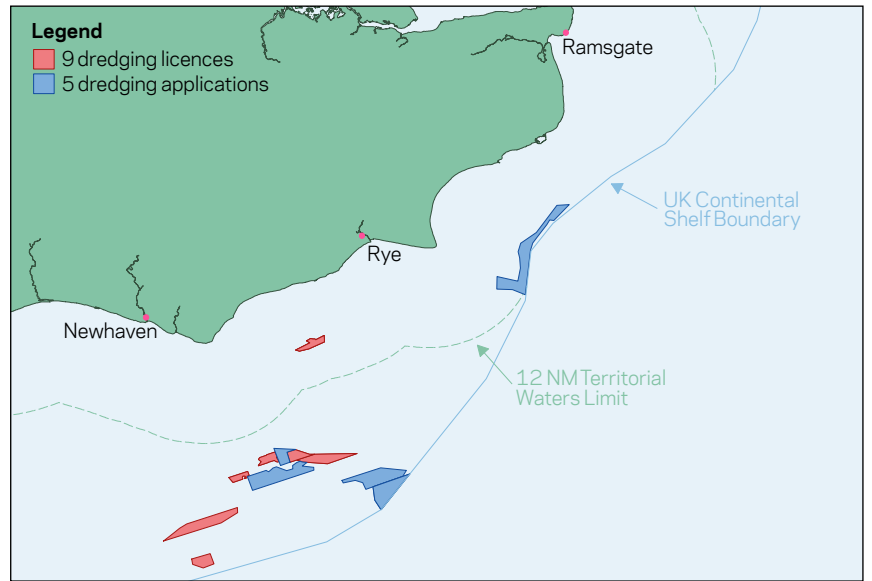 Legend
9 dredging licences
5 dredging applications
Ramsgate
UK Continental
Shelf Boundary
Rye
Newhaven
12 NM Territorial
Waters Limit